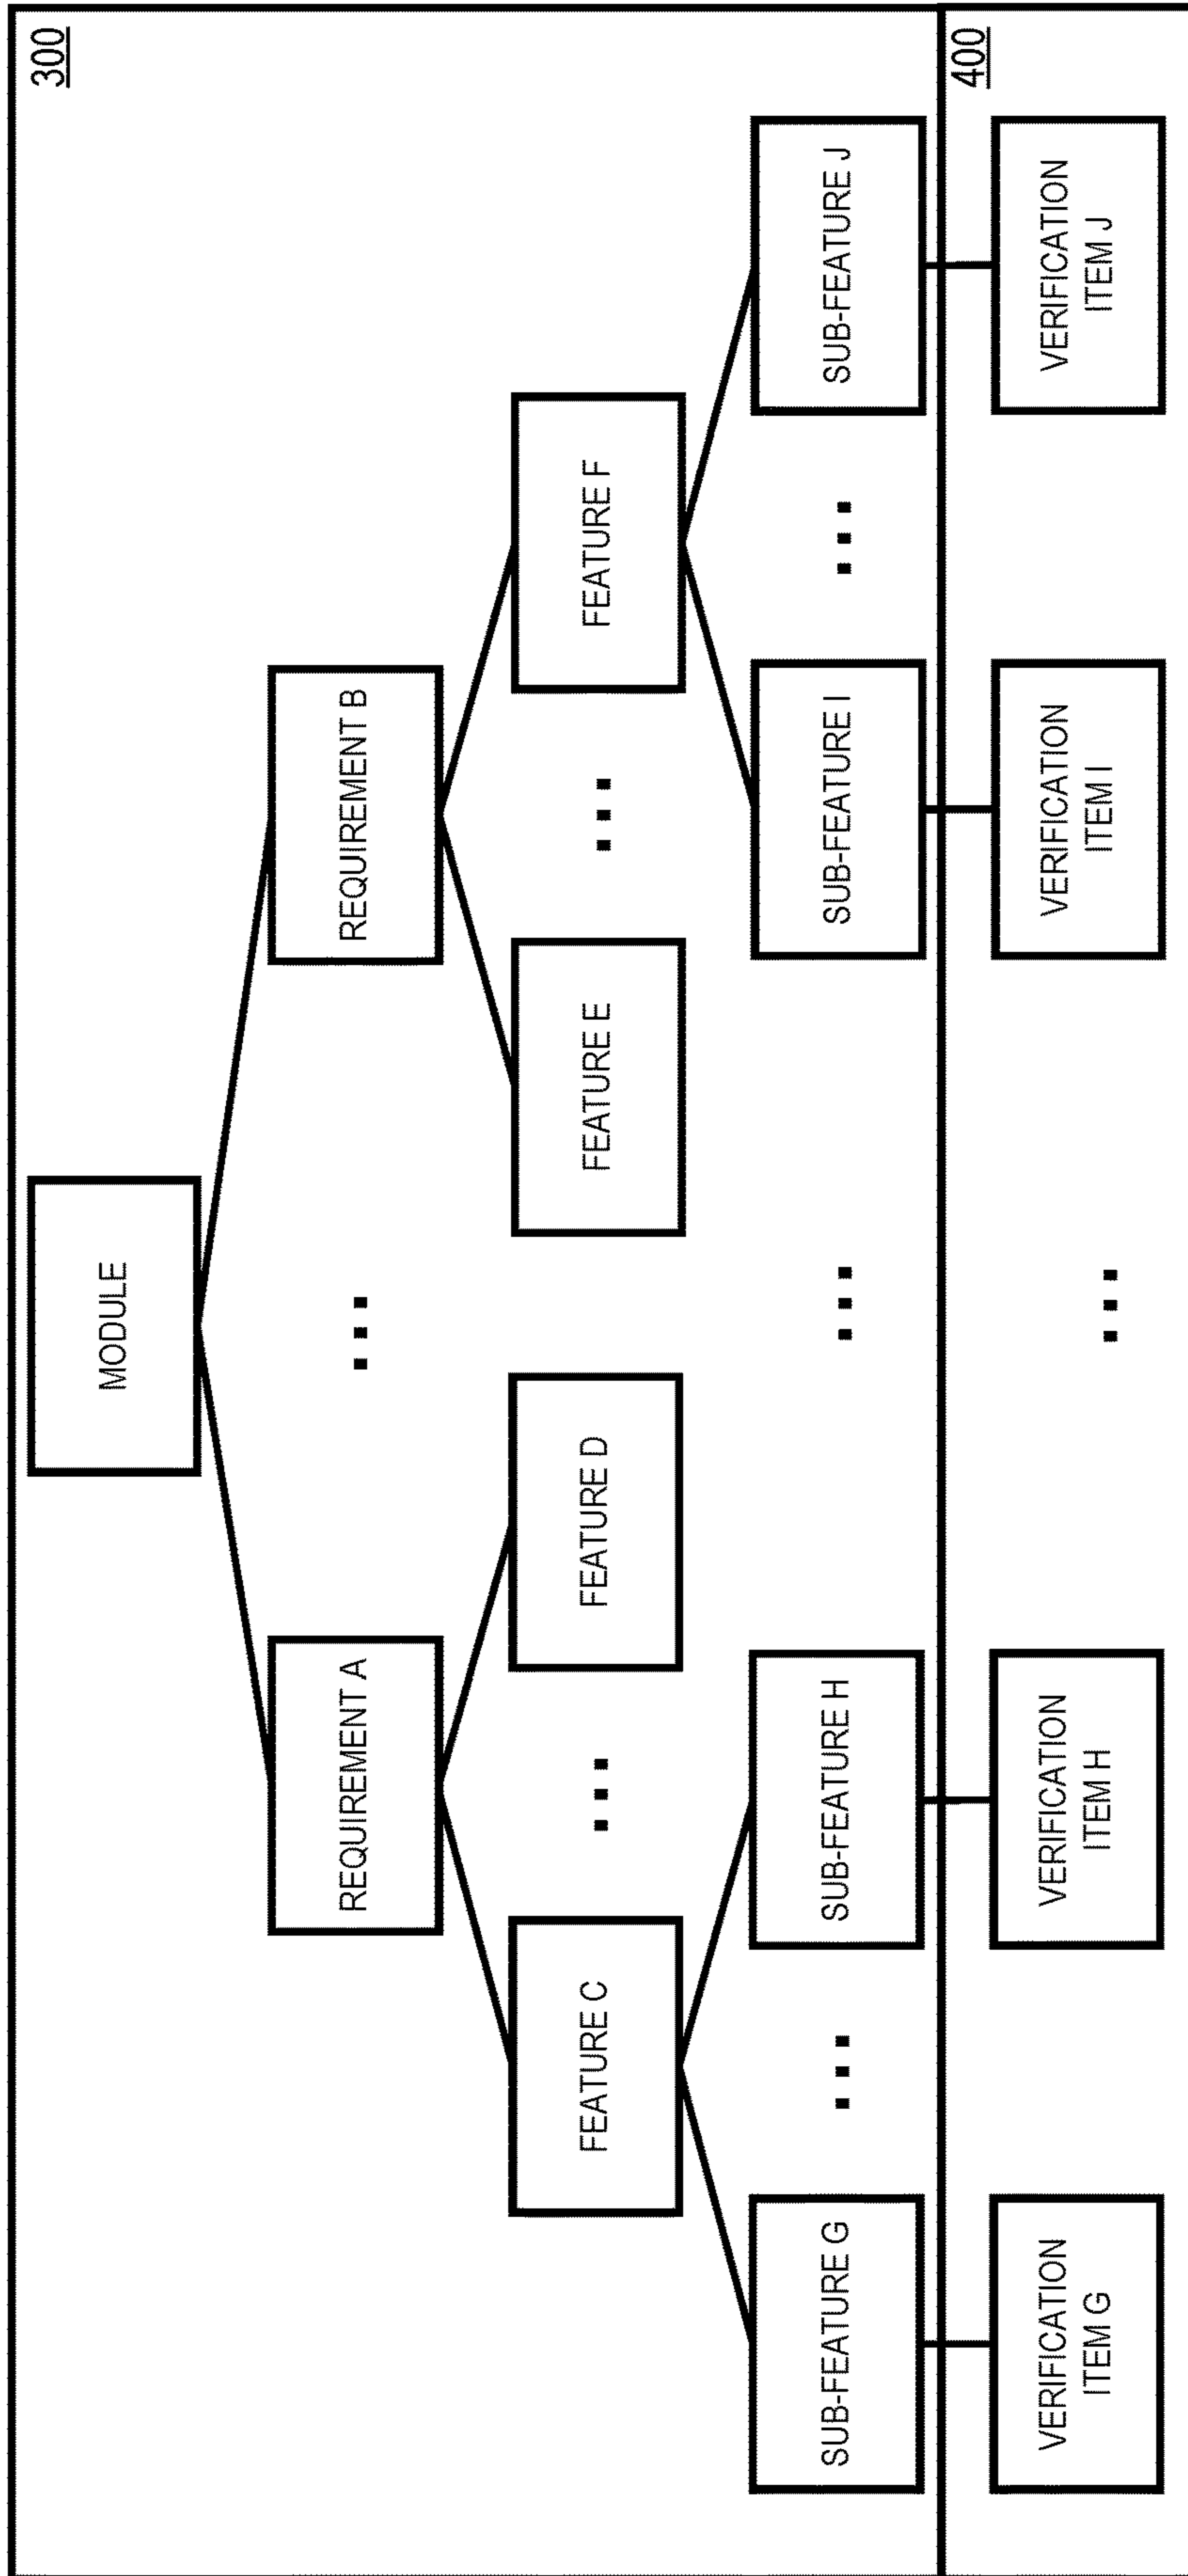 300
MODULE
REQUIREMENT A
REQUIREMENT B
FEATURE C
FEATURE D
FEATURE E
FEATURE F
SUB-FEATURE G
SUB-FEATURE H
SUB-FEATURE I
SUB-FEATURE J
400
VERIFICATION
ITEM G
VERIFICATION
ITEM H
VERIFICATION
ITEM I
VERIFICATION
ITEM J